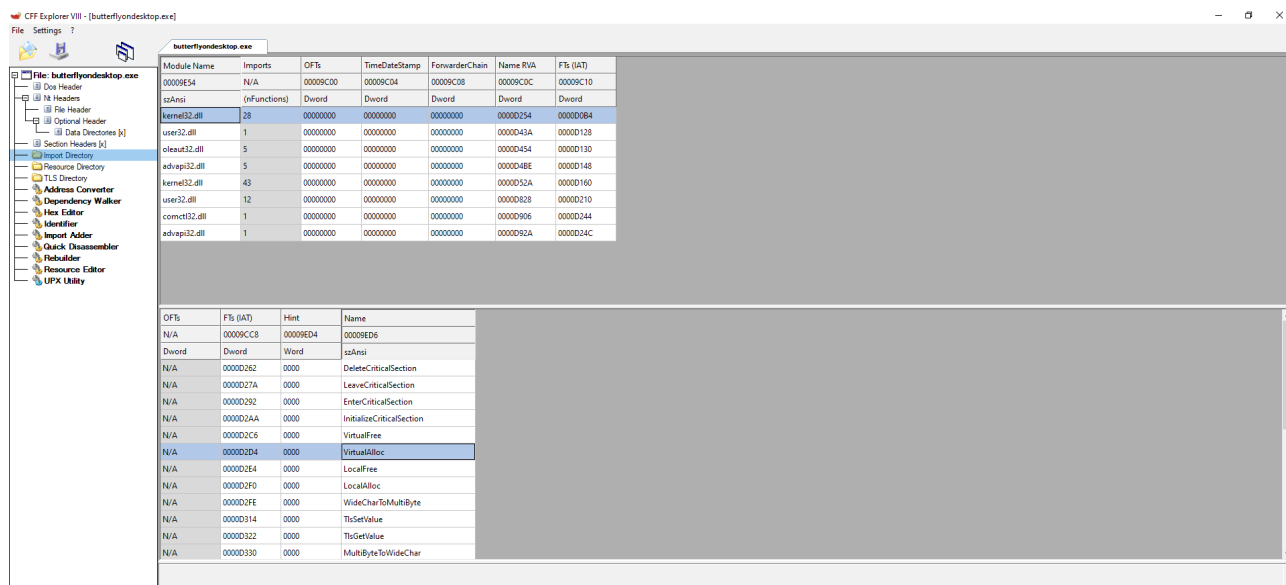 CFF Explorer VIII - [butterflyondesktop.exe]
File Settings ?
butterflyondesktop.exe
File: butterflyondesktop.exe
Dos Header
Nt Headers
File Header
Optional Header
Data Directories [x]
Section Headers [x]
Import Directory
Resource Directory
TLS Directory
Address Converter
Dependency Walker
Hex Editor
Identifier
Import Adder
Quick Disassembler
Rebuilder
Resource Editor
UPX Utility
Module Name Imports OFTs TimeDateStamp ForwarderChain Name RVA FTs (IAT)
00009E54 N/A 00009C00 00009C04 00009C08 00009C0C 00009C10
szAnsi (nFunctions) Dword Dword Dword Dword Dword
kernel32.dll 28 00000000 00000000 00000000 0000D254 0000D0B4
user32.dll 1 00000000 00000000 00000000 0000D43A 0000D128
oleaut32.dll 5 00000000 00000000 00000000 0000D454 0000D130
advapi32.dll 5 00000000 00000000 00000000 0000D4BE 0000D148
kernel32.dll 43 00000000 00000000 00000000 0000D52A 0000D160
user32.dll 12 00000000 00000000 00000000 0000D828 0000D210
comctl32.dll 1 00000000 00000000 00000000 0000D906 0000D244
advapi32.dll 1 00000000 00000000 00000000 0000D92A 0000D24C
OFTs FTs (IAT) Hint Name
N/A 00009CC8 00009ED4 00009ED6
Dword Dword Word szAnsi
N/A 0000D262 0000 DeleteCriticalSection
N/A 0000D27A 0000 LeaveCriticalSection
N/A 0000D292 0000 EnterCriticalSection
N/A 0000D2AA 0000 InitializeCriticalSection
N/A 0000D2C6 0000 VirtualFree
N/A 0000D2D4 0000 VirtualAlloc
N/A 0000D2E4 0000 LocalFree
N/A 0000D2F0 0000 LocalAlloc
N/A 0000D2FE 0000 WideCharToMultiByte
N/A 0000D314 0000 TlsSetValue
N/A 0000D322 0000 TlsGetValue
N/A 0000D330 0000 MultiByteToWideChar